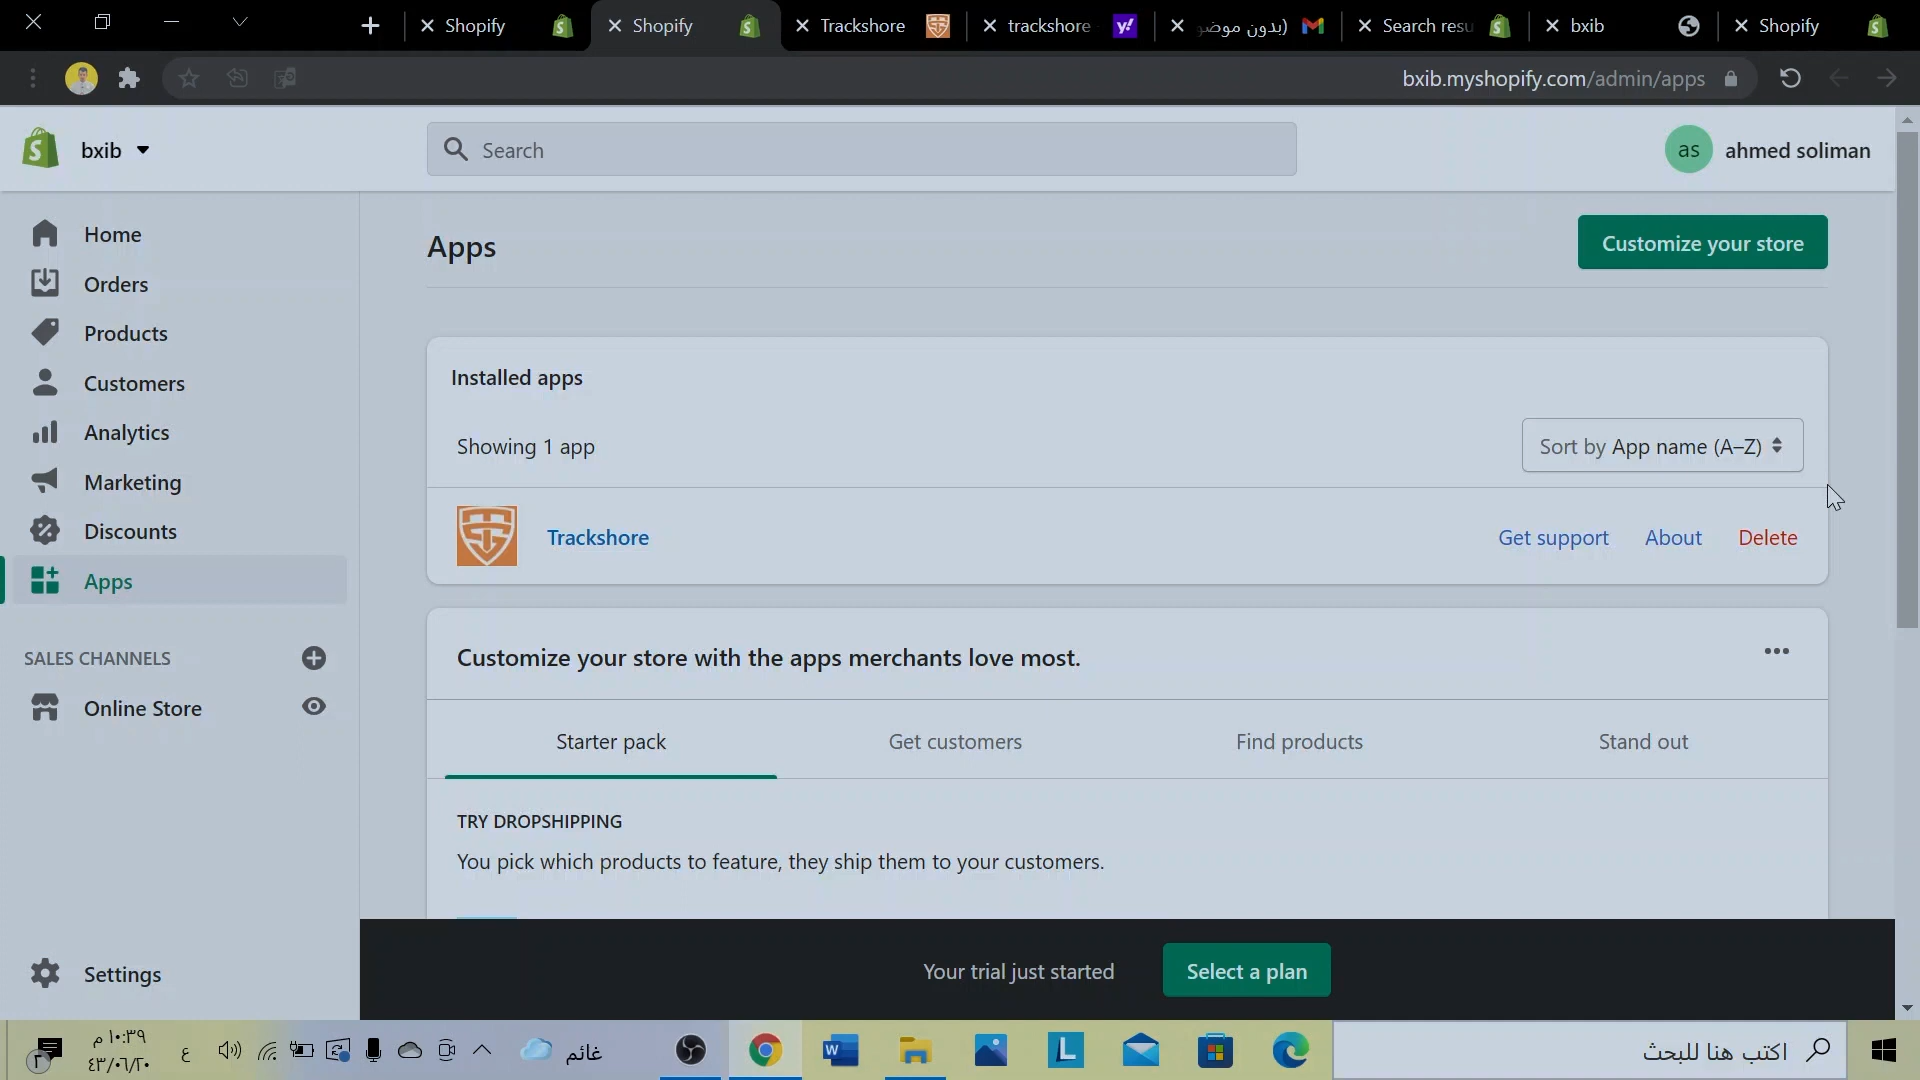 Shopify
Shopify
Trackshore
trackshore
(بدون موضو
Search resu
bxib
Shopify
bxib.myshopify.com/admin/apps
bxib
Search
as
ahmed soliman
Home
Orders
Products
Customers
Analytics
Marketing
Discounts
Apps
SALES CHANNELS
Online Store
Settings
Apps
Customize your store
Installed apps
Showing 1 app
Sort by App name (A–Z)
Trackshore
Get support
About
Delete
Customize your store with the apps merchants love most.
•••
Starter pack
Get customers
Find products
Stand out
TRY DROPSHIPPING
You pick which products to feature, they ship them to your customers.
Your trial just started
Select a plan
١٠:٣٩ م
٤٣/٠٦/٢٠
٢
ع
غائم
اكتب هنا للبحث